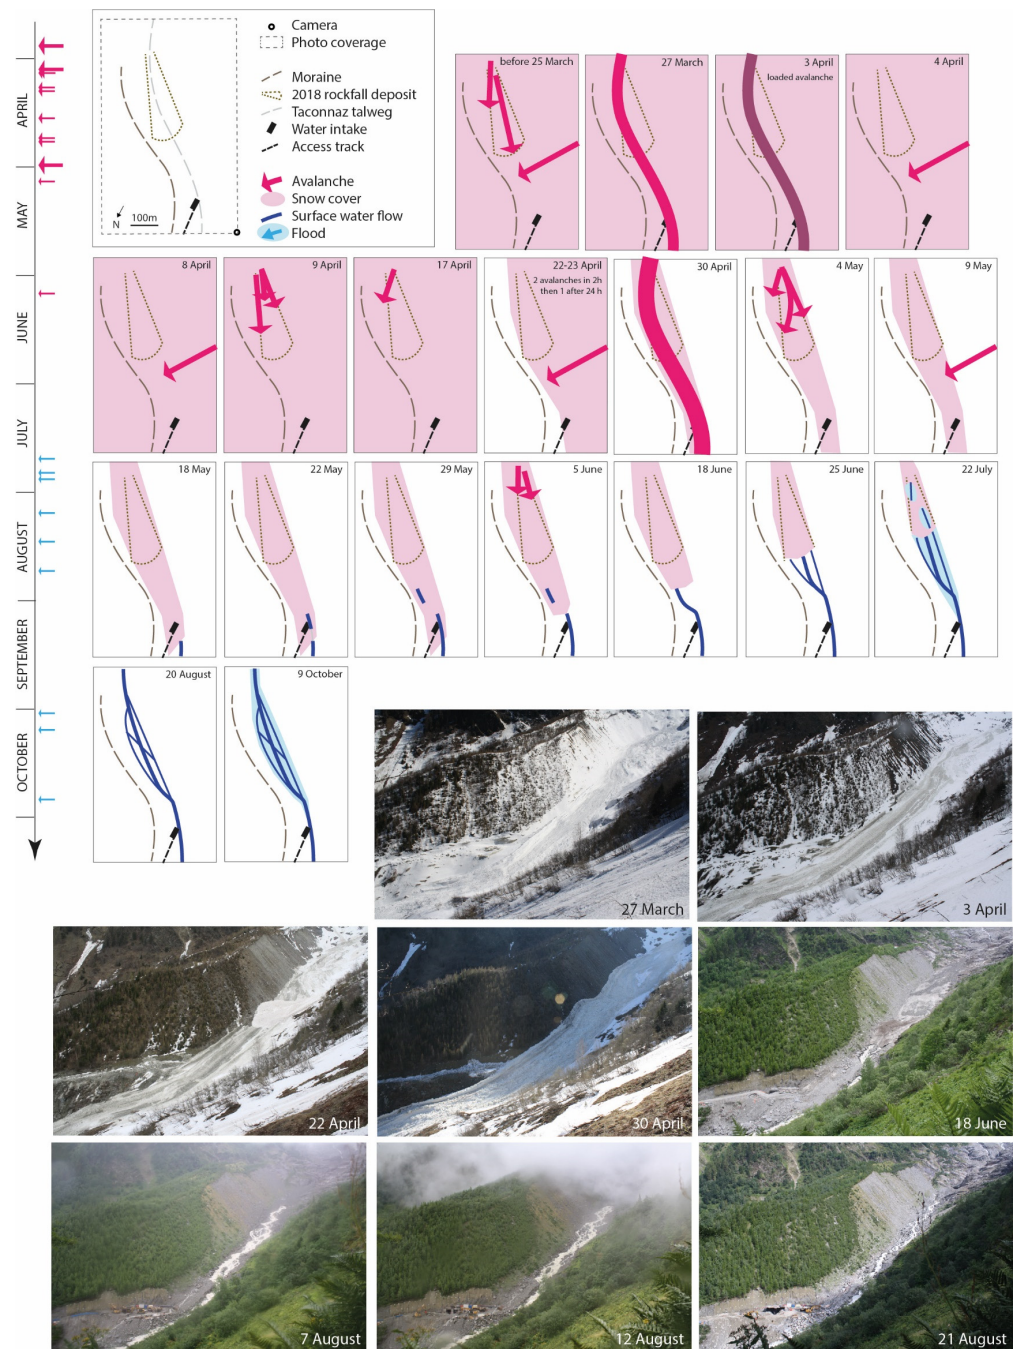 Camera
Photo coverage
Moraine
2018 rockfall deposit
Taconnaz talweg
Water intake
Access track
Avalanche
Snow cover
Surface water flow
Flood
N
100m
APRIL
MAY
JUNE
JULY
AUGUST
SEPTEMBER
OCTOBER
before 25 March
27 March
3 April
loaded avalanche
4 April
8 April
9 April
17 April
22-23 April
2 avalanches in 2h
then 1 after 24 h
30 April
4 May
9 May
18 May
22 May
29 May
5 June
18 June
25 June
22 July
20 August
9 October
27 March
3 April
22 April
30 April
18 June
7 August
12 August
21 August